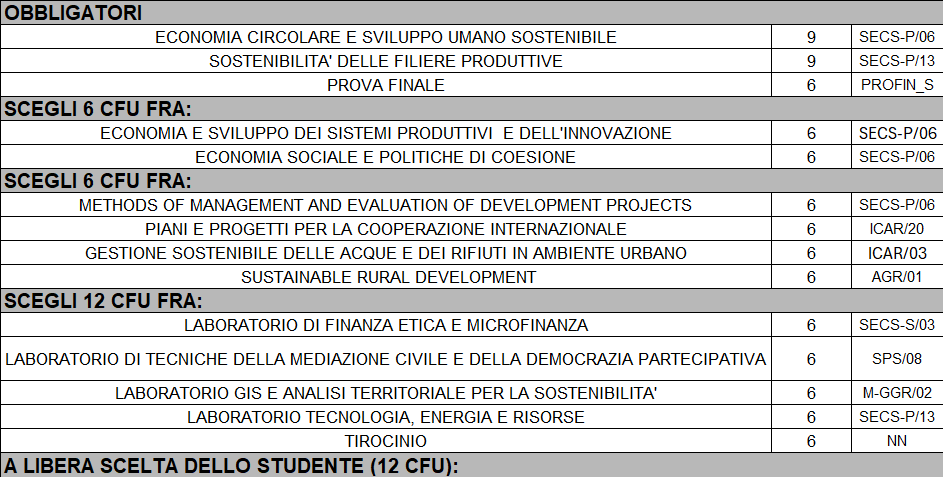 OBBLIGATORI
ECONOMIA CIRCOLARE E SVILUPPO UMANO SOSTENIBILE 9 SECS-P/06
SOSTENIBILITA' DELLE FILIERE PRODUTTIVE 9 SECS-P/13
PROVA FINALE 6 PROFIN_S
SCEGLI 6 CFU FRA:
ECONOMIA E SVILUPPO DEI SISTEMI PRODUTTIVI E DELL'INNOVAZIONE 6 SECS-P/06
ECONOMIA SOCIALE E POLITICHE DI COESIONE 6 SECS-P/06
SCEGLI 6 CFU FRA:
METHODS OF MANAGEMENT AND EVALUATION OF DEVELOPMENT PROJECTS 6 SECS-P/06
PIANI E PROGETTI PER LA COOPERAZIONE INTERNAZIONALE 6 ICAR/20
GESTIONE SOSTENIBILE DELLE ACQUE E DEI RIFIUTI IN AMBIENTE URBANO 6 ICAR/03
SUSTAINABLE RURAL DEVELOPMENT 6 AGR/01
SCEGLI 12 CFU FRA:
LABORATORIO DI FINANZA ETICA E MICROFINANZA 6 SECS-S/03
LABORATORIO DI TECNICHE DELLA MEDIAZIONE CIVILE E DELLA DEMOCRAZIA PARTECIPATIVA 6 SPS/08
LABORATORIO GIS E ANALISI TERRITORIALE PER LA SOSTENIBILITA' 6 M-GGR/02
LABORATORIO TECNOLOGIA, ENERGIA E RISORSE 6 SECS-P/13
TIROCINIO 6 NN
A LIBERA SCELTA DELLO STUDENTE (12 CFU):